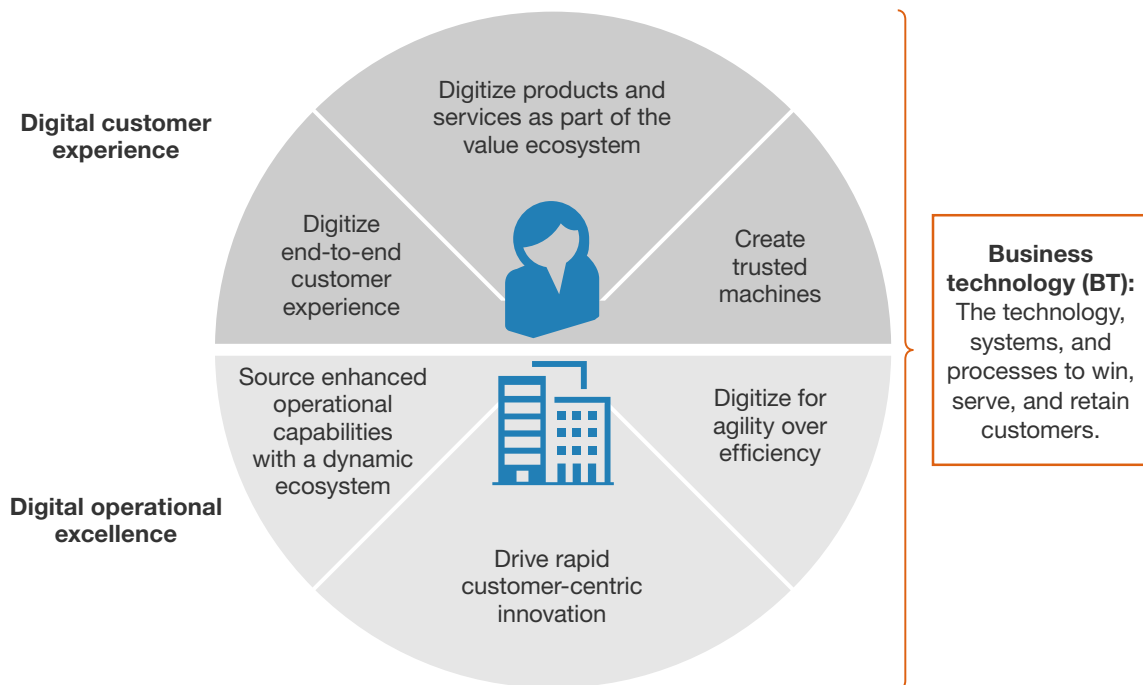 Digital customer
experience
Digitize products and
services as part of the
value ecosystem
Digitize
end-to-end
customer
experience
Create
trusted
machines
Digital operational
excellence
Source enhanced
operational
capabilities
with a dynamic
ecosystem
Drive rapid
customer-centric
innovation
Digitize for
agility over
efficiency
Business
technology (BT):
The technology,
systems, and
processes to win,
serve, and retain
customers.